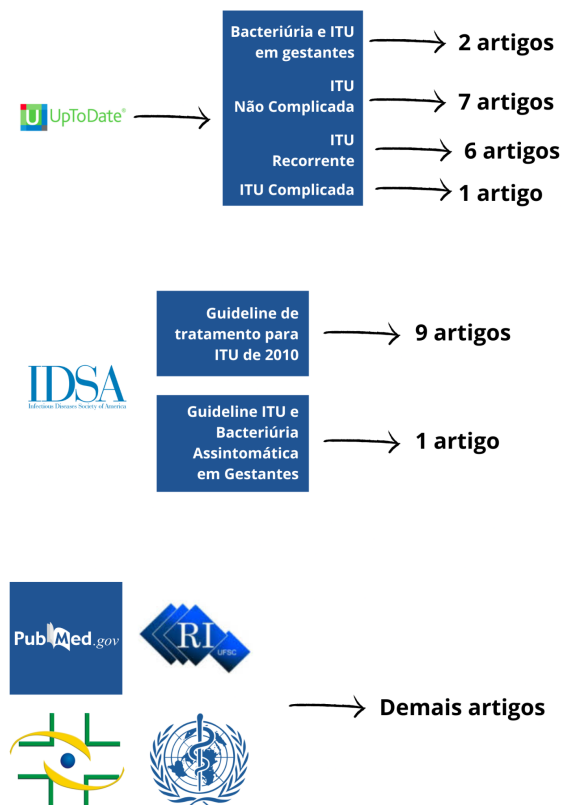 Bacteriúria e ITU
em gestantes
2 artigos
ITU
Não Complicada
7 artigos
U UpToDate®
ITU
Recorrente
6 artigos
ITU Complicada
1 artigo
Guideline de
tratamento para
ITU de 2010
9 artigos
IDSA
Infectious Diseases Society of America
Guideline ITU e
Bacteriúria
Assintomática
em Gestantes
1 artigo
PubMed.gov
RI
UFSC
Demais artigos